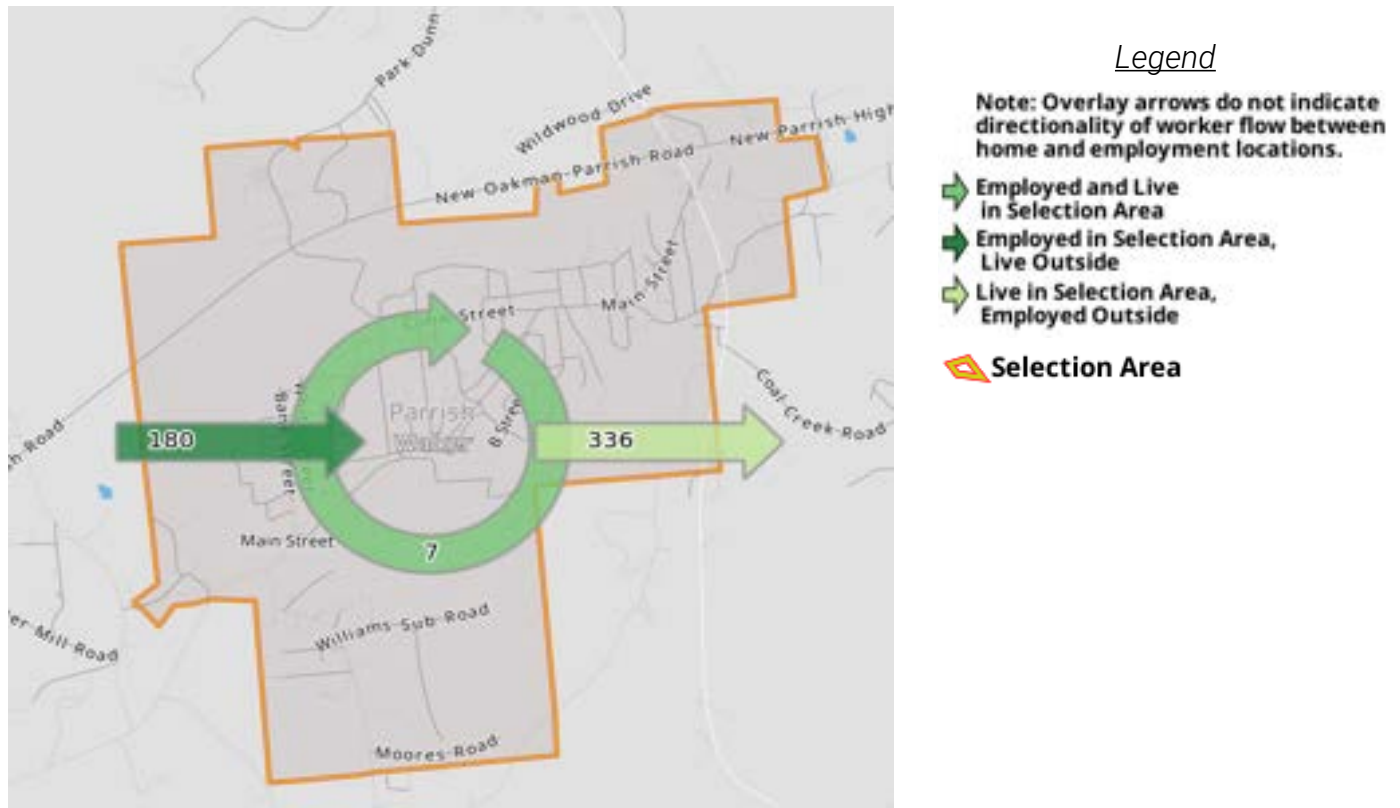 Park Dunn
Wildwood Drive
New Parrish High
New Oakman-Parrish Road
Main Street
Street
Coal Creek Road
Parrish
B Street
180
336
sh Road
Main Street
7
Williams Sub Road
er Mill Road
Moores Road
Legend
Note: Overlay arrows do not indicate
directionality of worker flow between
home and employment locations.
Employed and Live
in Selection Area
Employed in Selection Area,
Live Outside
Live in Selection Area,
Employed Outside
Selection Area